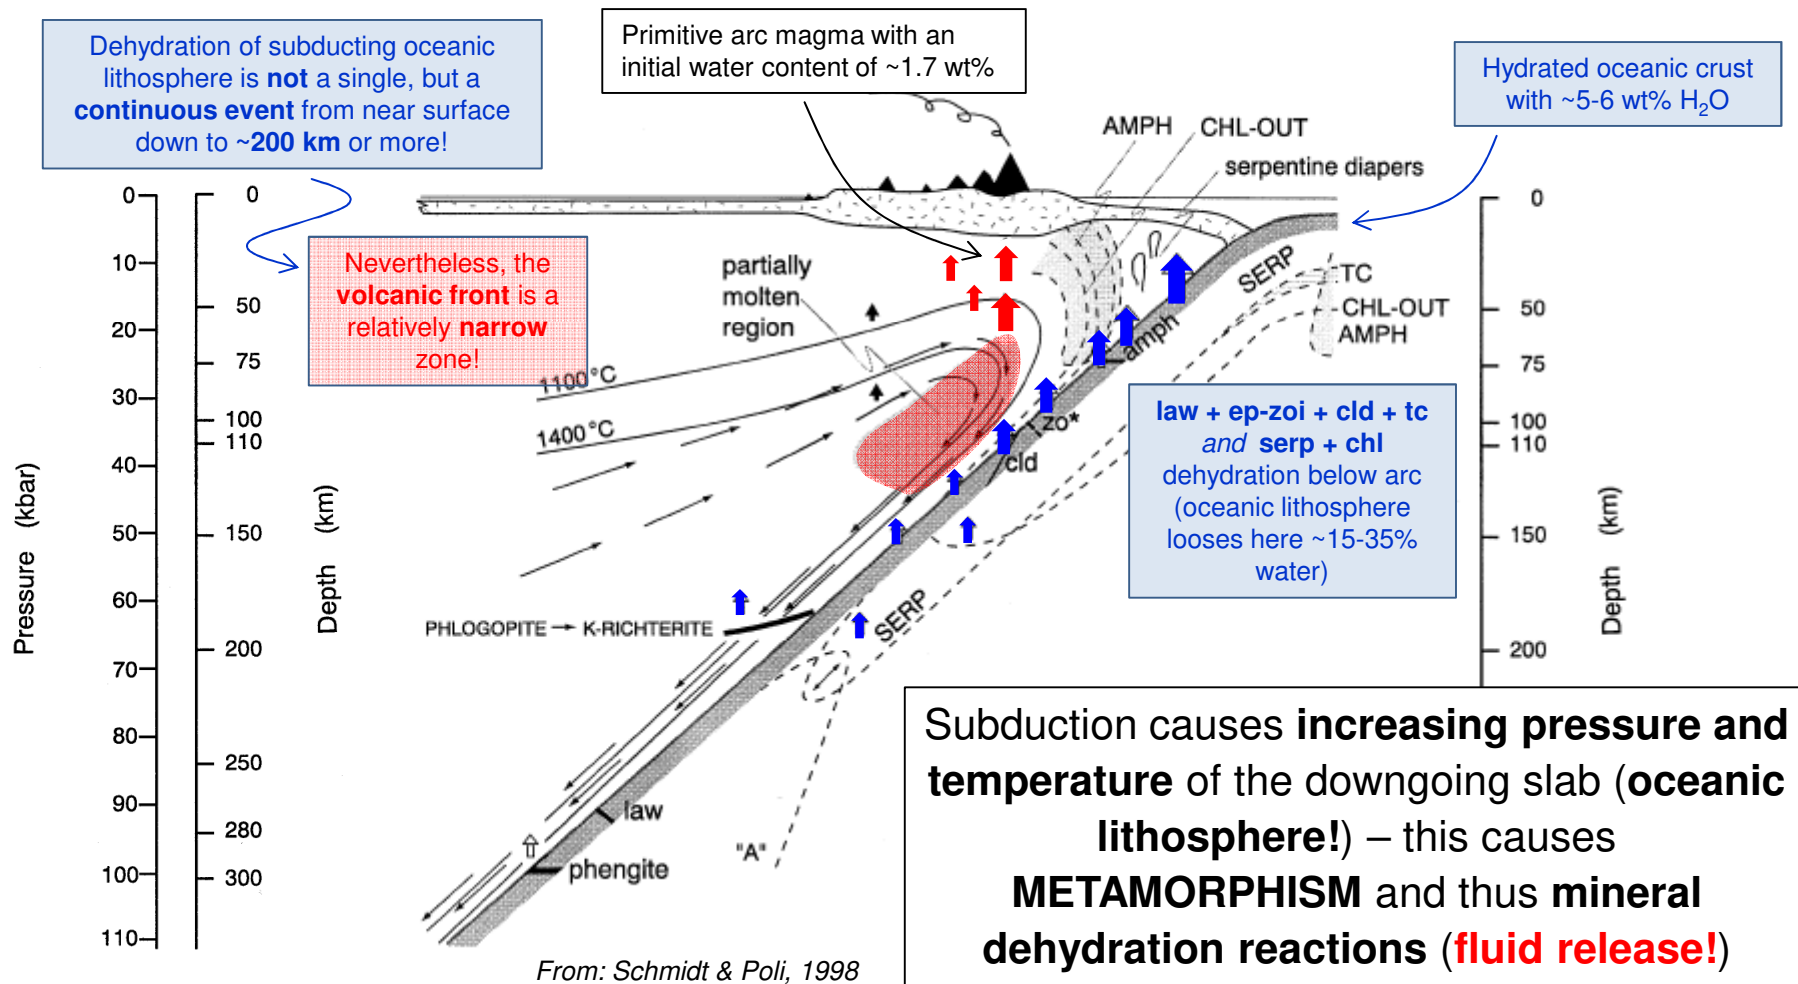 Dehydration of subducting oceanic
lithosphere is not a single, but a
continuous event from near surface
down to ~200 km or more!
Primitive arc magma with an
initial water content of ~1.7 wt%
Hydrated oceanic crust
with ~5-6 wt% H₂O
AMPH
CHL-OUT
serpentine diapers
Nevertheless, the
volcanic front is a
relatively narrow
zone!
partially
molten
region
1100°C
1400°C
SERP
TC
CHL-OUT
AMPH
amph
zo*
cld
law + ep-zoi + cld + tc
and serp + chl
dehydration below arc
(oceanic lithosphere
looses here ~15-35%
water)
PHLOGOPITE → K-RICHTERITE
SERP
law
phengite
"A"
Pressure (kbar)
0
10
20
30
40
50
60
70
80
90
100
110
Depth (km)
0
50
75
100
110
150
200
250
280
300
Depth (km)
0
50
75
100
110
150
200
Subduction causes increasing pressure and
temperature of the downgoing slab (oceanic
lithosphere!) – this causes
METAMORPHISM and thus mineral
dehydration reactions (fluid release!)
From: Schmidt & Poli, 1998